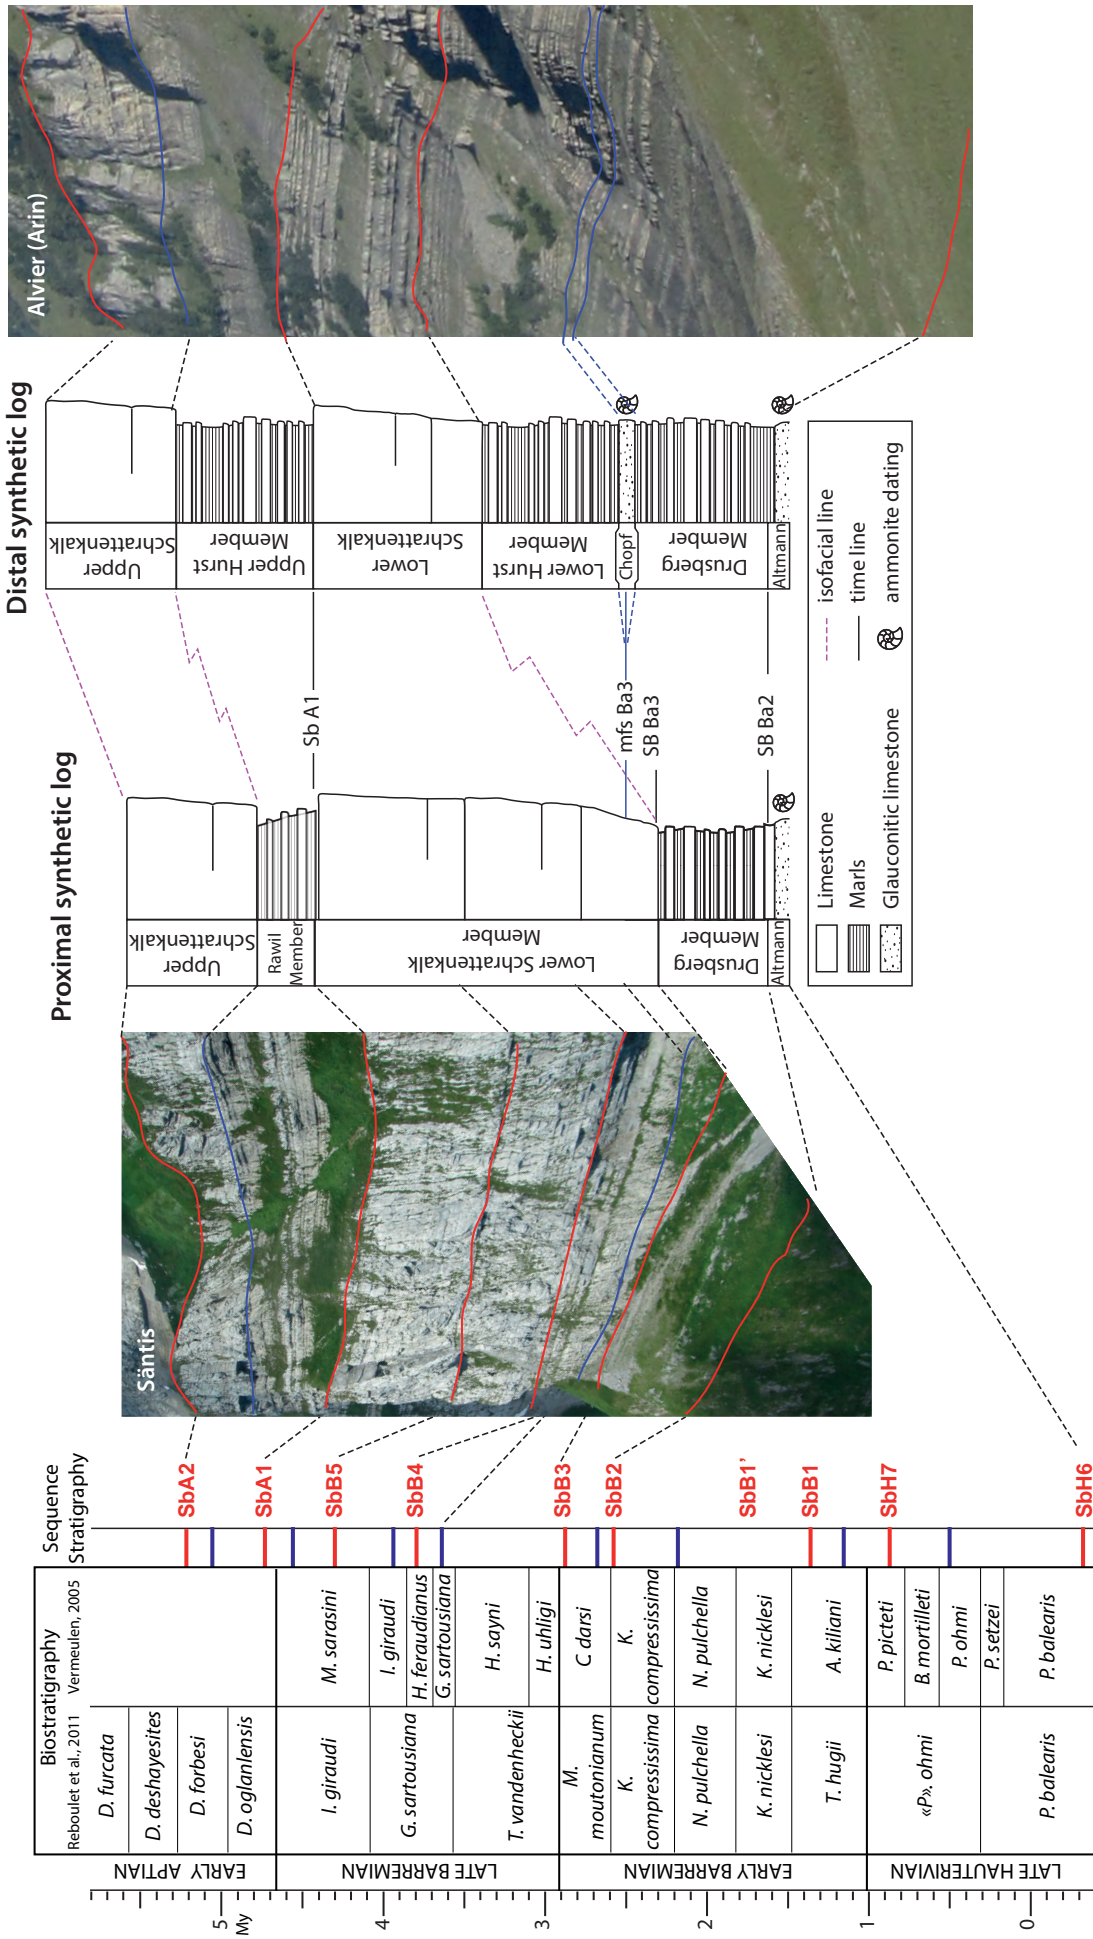 Biostratigraphy
Reboulet et al., 2011
Vermeulen, 2005
Sequence
Stratigraphy
EARLY APTIAN
LATE BARREMIAN
EARLY BARREMIAN
LATE HAUTERIVIAN
5
My
4
3
2
1
0
D. furcata
D. deshayesites
D. forbesi
D. oglanlensis
I. giraudi
G. sartousiana
T. vandenheckii
M.
moutonianum
K.
compressissima
N. pulchella
K. nicklesi
T. hugii
«P». ohmi
P. balearis
M. sarasini
I. giraudi
H. feraudianus
G. sartousiana
H. sayni
H. uhligi
C darsi
K.
compressissima
N. pulchella
K. nicklesi
A. kiliani
P. picteti
B. mortilleti
P. ohmi
P. setzei
P. balearis
SbA2
SbA1
SbB5
SbB4
SbB3
SbB2
SbB1’
SbB1
SbH7
SbH6
Säntis
Proximal synthetic log
Upper
Schrattenkalk
Rawil
Member
Lower Schrattenkalk
Member
Drusberg
Member
Altmann
Sb A1
mfs Ba3
SB Ba3
SB Ba2
Distal synthetic log
Upper
Schrattenkalk
Upper Hurst
Member
Lower
Schrattenkalk
Lower Hurst
Member
Chopf
Drusberg
Member
Altmann
Alvier (Arin)
Limestone
Marls
Glauconitic limestone
isofacial line
time line
ammonite dating